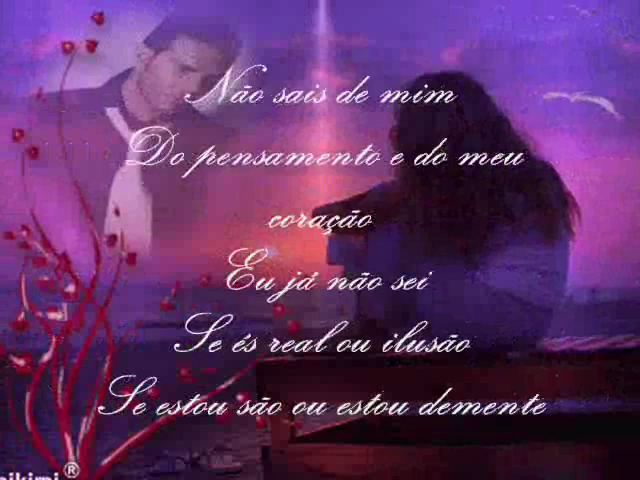 Não sais de mim
Do pensamento e do meu
coração
Eu já não sei
Se és real ou ilusão
Se estou são ou estou demente
®